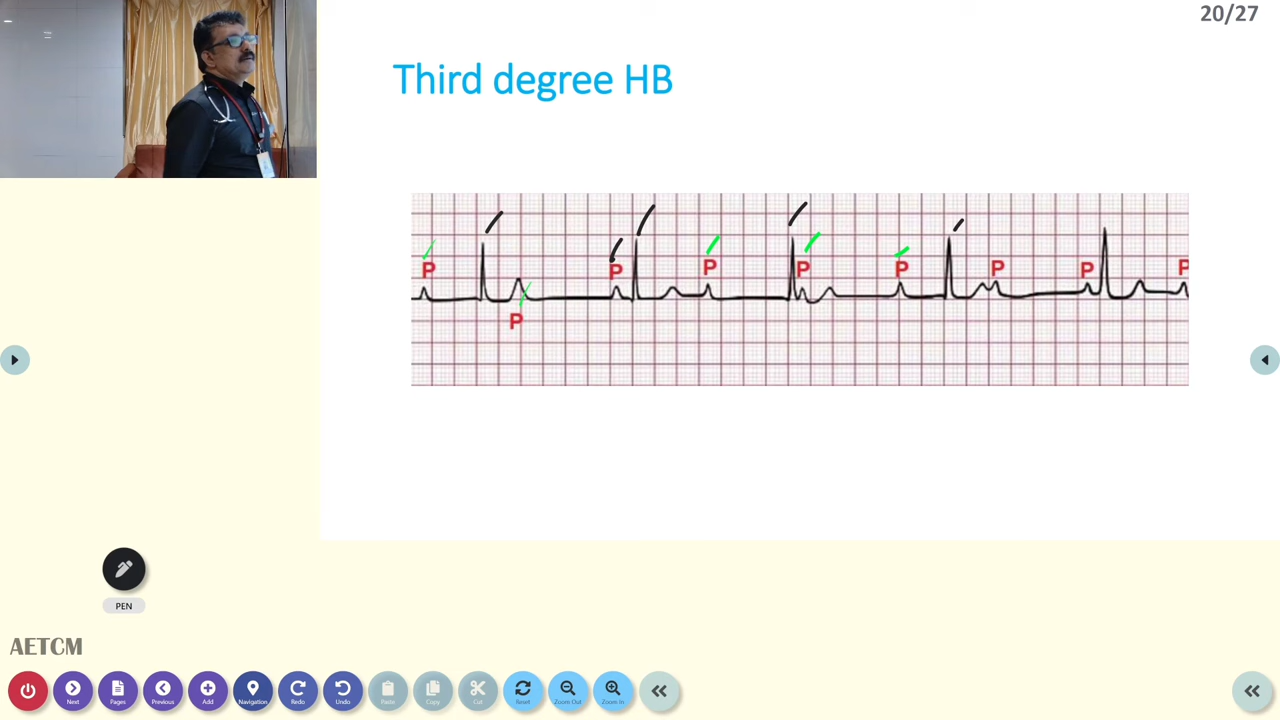 20/27
Third degree HB
P P P P P P P P
P
PEN
AETCM
Next Pages Previous Add Navigation Redo Undo Paste Copy Cut Reset Zoom Out Zoom In